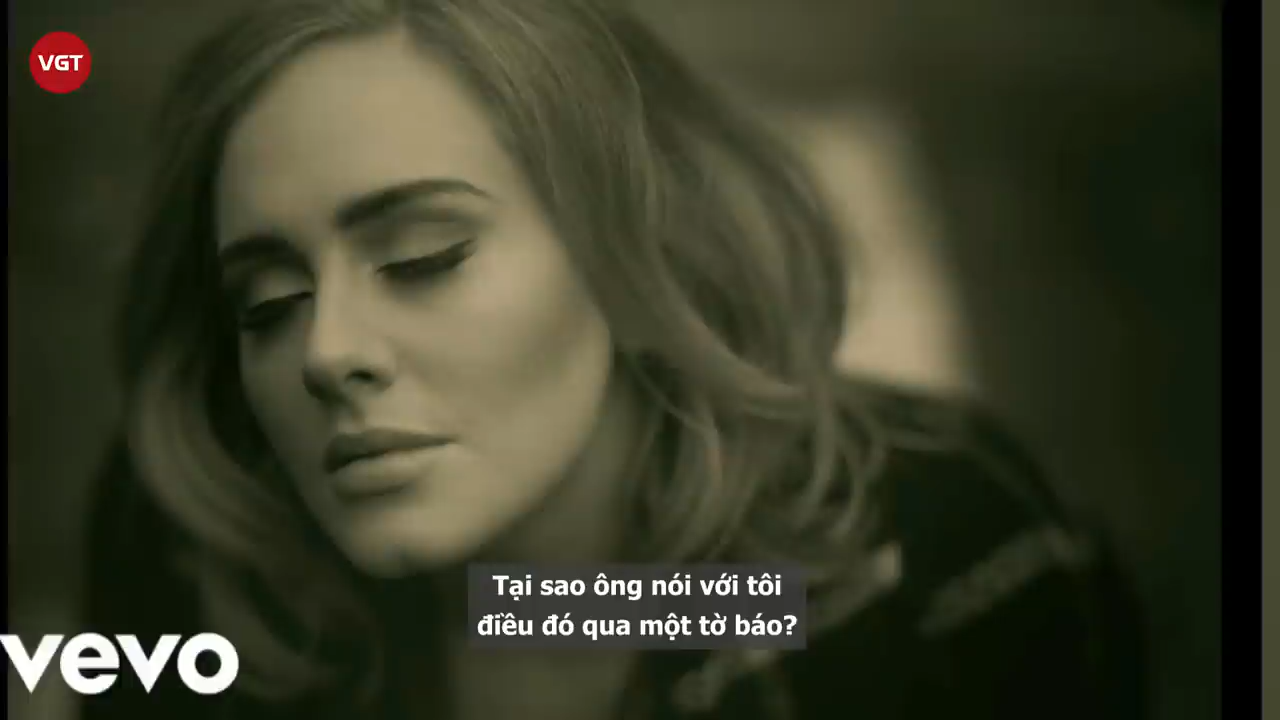 VGT
Tại sao ông nói với tôi
điều đó qua một tờ báo?
vevo